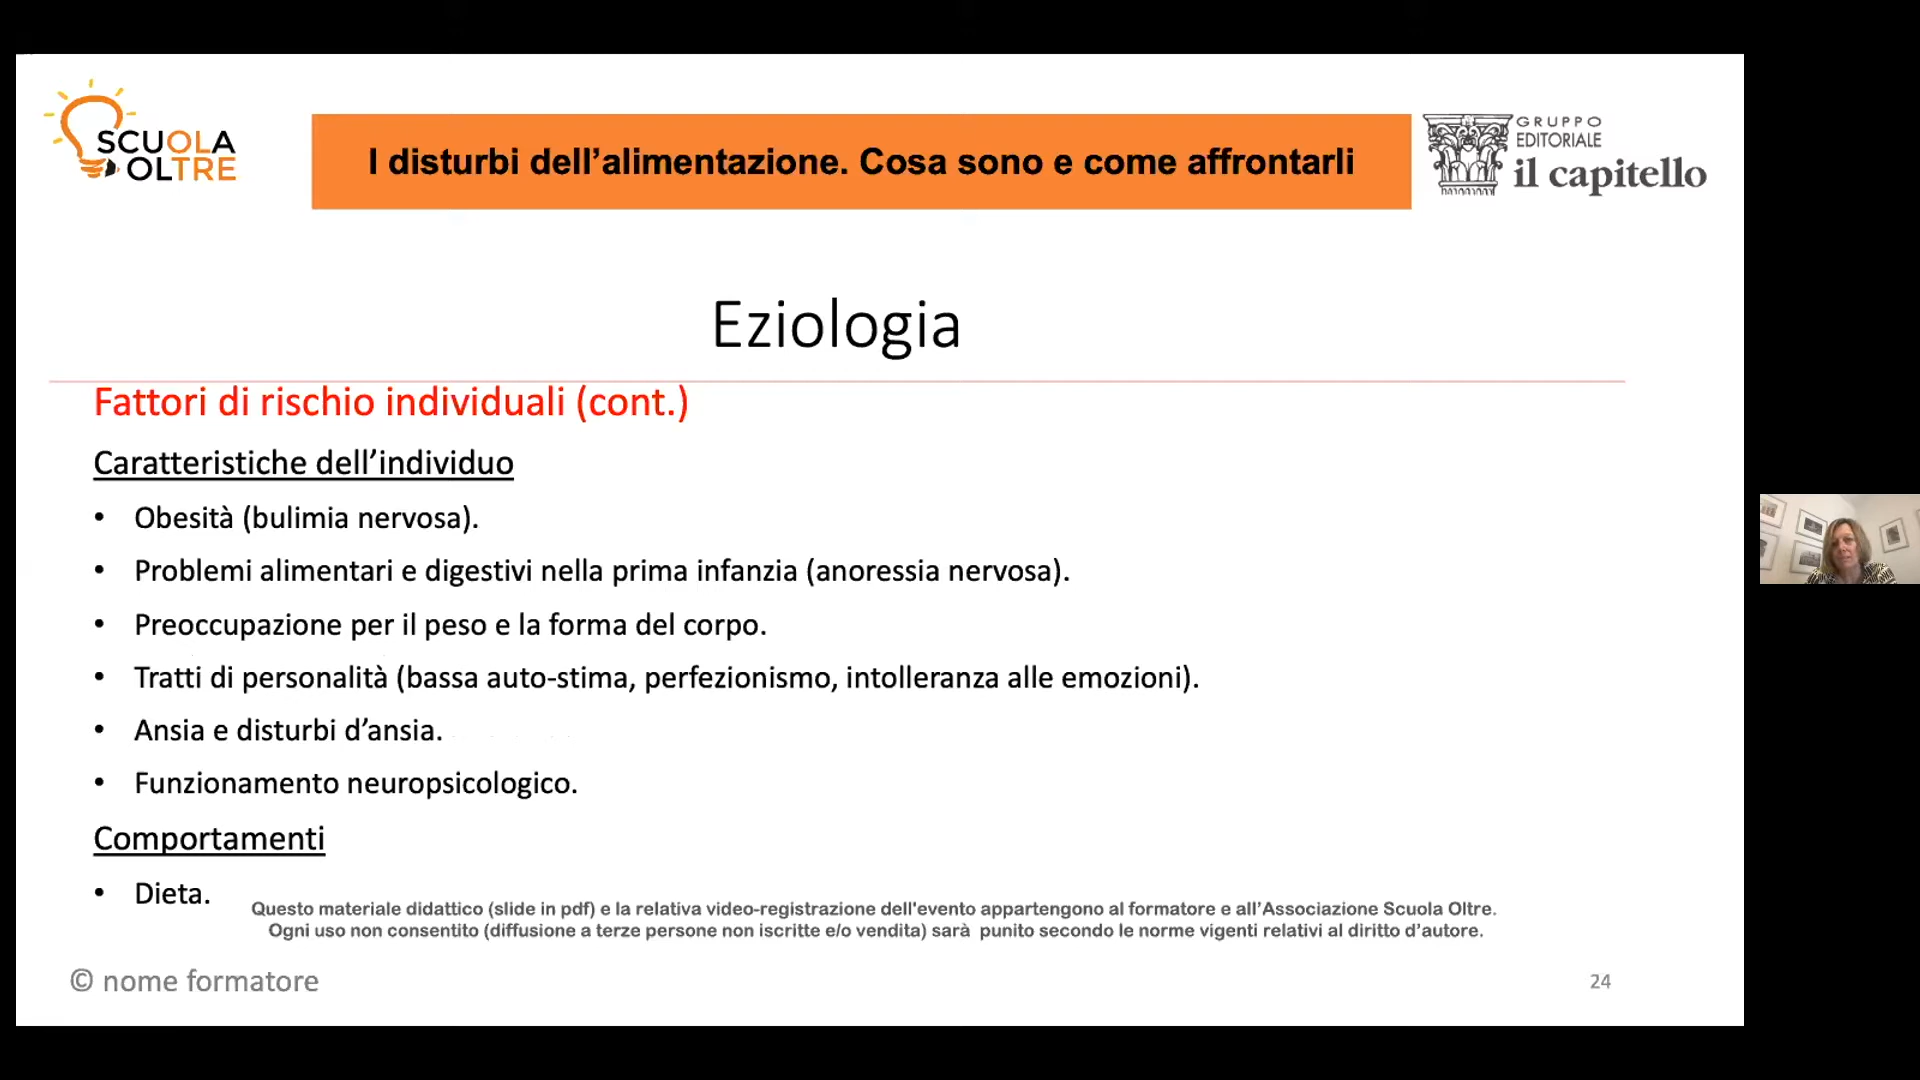 SCUOLA
OLTRE
I disturbi dell’alimentazione. Cosa sono e come affrontarli
GRUPPO
EDITORIALE
il capitello
Eziologia
Fattori di rischio individuali (cont.)
Caratteristiche dell’individuo
• Obesità (bulimia nervosa).
• Problemi alimentari e digestivi nella prima infanzia (anoressia nervosa).
• Preoccupazione per il peso e la forma del corpo.
• Tratti di personalità (bassa auto-stima, perfezionismo, intolleranza alle emozioni).
• Ansia e disturbi d’ansia.
• Funzionamento neuropsicologico.
Comportamenti
• Dieta.
Questo materiale didattico (slide in pdf) e la relativa video-registrazione dell'evento appartengono al formatore e all’Associazione Scuola Oltre.
Ogni uso non consentito (diffusione a terze persone non iscritte e/o vendita) sarà punito secondo le norme vigenti relativi al diritto d’autore.
© nome formatore
24